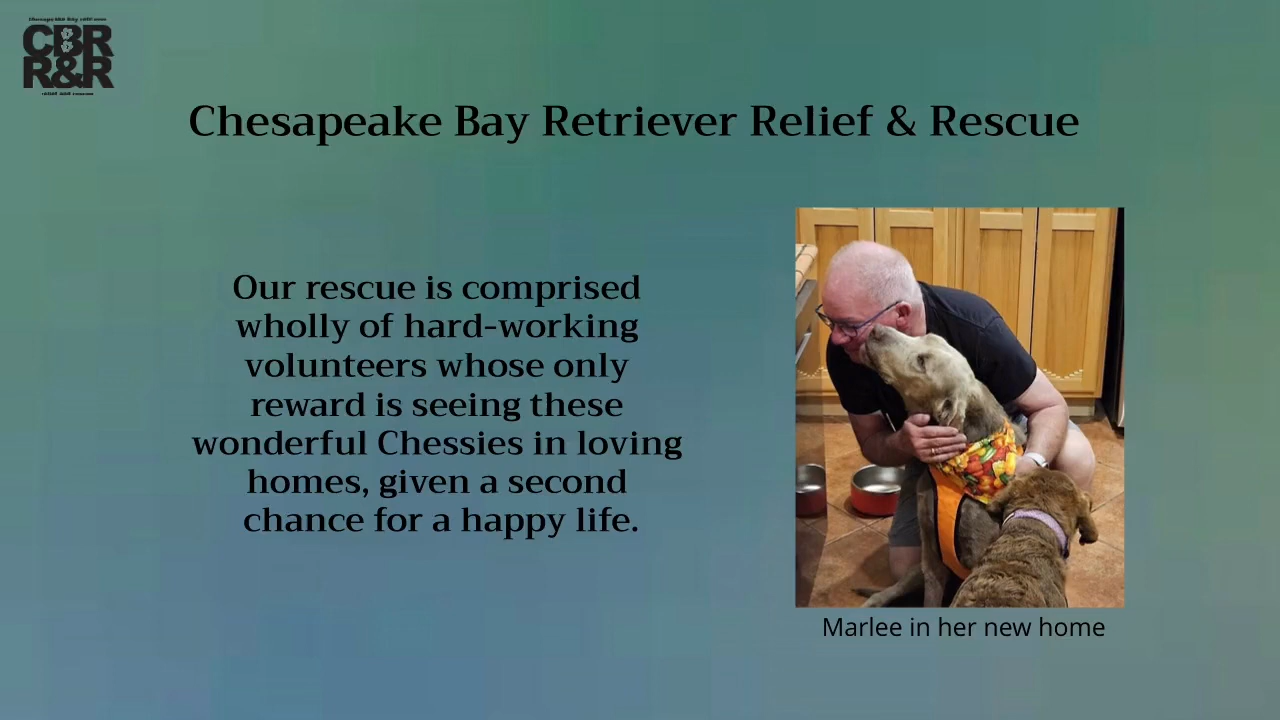 CBR
R&R
Chesapeake Bay Retriever Relief & Rescue
Our rescue is comprised
wholly of hard-working
volunteers whose only
reward is seeing these
wonderful Chessies in loving
homes, given a second
chance for a happy life.
Marlee in her new home